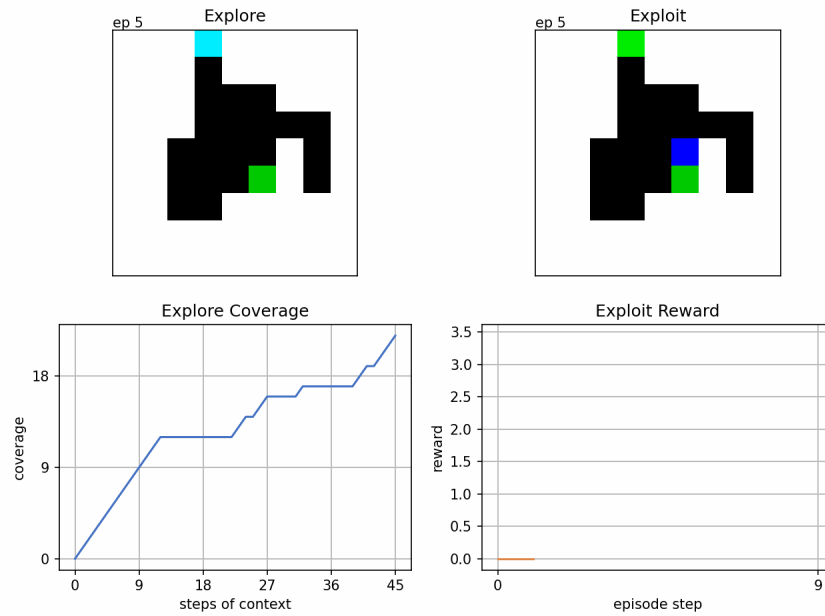 Explore
ep 5
Exploit
ep 5
Explore Coverage
coverage
18
9
0
0 9 18 27 36 45
steps of context
Exploit Reward
reward
3.5
3.0
2.5
2.0
1.5
1.0
0.5
0.0
0 9
episode step